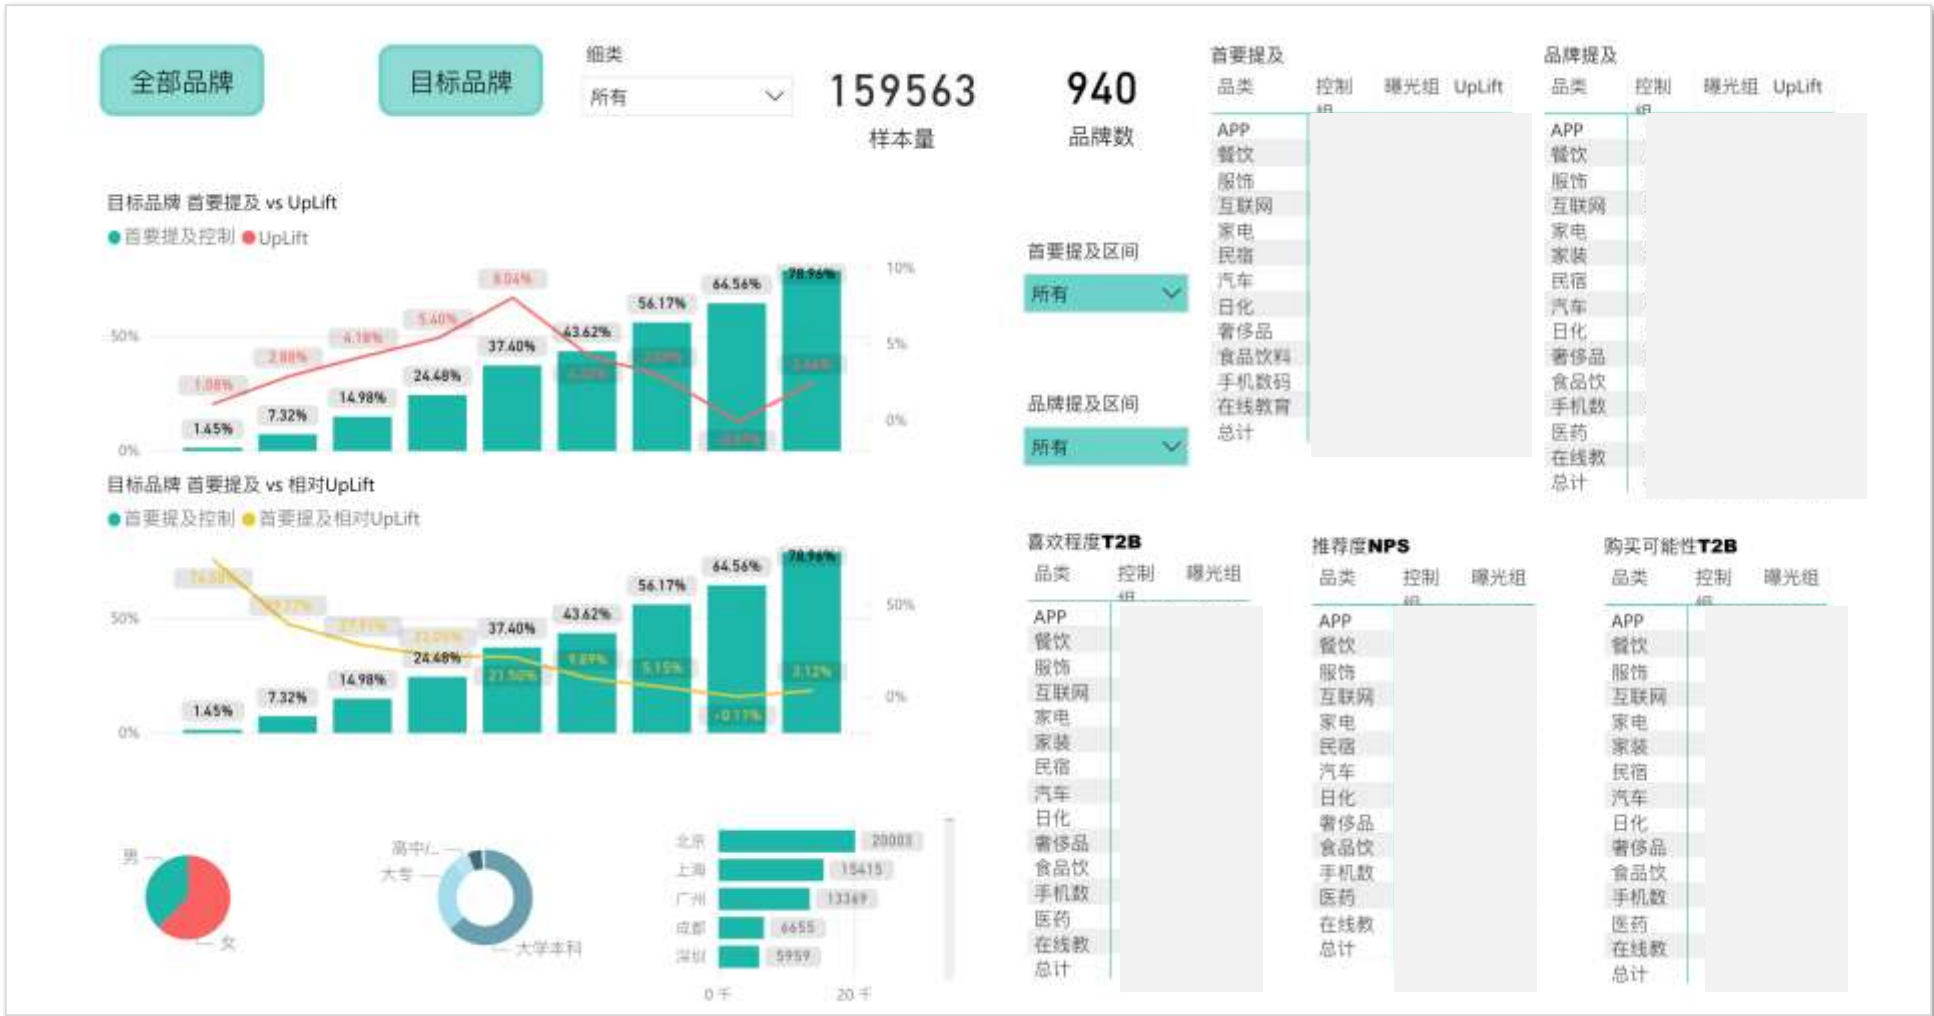 全部品牌
目标品牌
细类
所有
159563
样本量
940
品牌数
目标品牌 首要提及 vs UpLift
首要提及控制 UpLift
10%
5%
0%
50%
0%
1.08%
2.88%
4.18%
5.40%
8.04%
1.45%
7.32%
14.98%
24.48%
37.40%
43.62%
56.17%
64.56%
78.96%
目标品牌 首要提及 vs 相对UpLift
首要提及控制 首要提及相对UpLift
50%
0%
50%
0%
1.45%
7.32%
14.98%
24.48%
37.40%
43.62%
56.17%
64.56%
78.96%
21.50%
9.89%
5.15%
-0.11%
3.12%
男
女
高中/...
大专
大学本科
北京 20003
上海 15415
广州 13369
成都 6655
深圳 5959
0 千 20 千
首要提及区间
所有
品牌提及区间
所有
首要提及
品类 控制组 曝光组 UpLift
APP
餐饮
服饰
互联网
家电
民宿
汽车
日化
奢侈品
食品饮料
手机数码
在线教育
总计
品牌提及
品类 控制组 曝光组 UpLift
APP
餐饮
服饰
互联网
家电
家装
民宿
汽车
日化
奢侈品
食品饮
手机数
医药
在线教
总计
喜欢程度T2B
品类 控制组 曝光组
APP
餐饮
服饰
互联网
家电
家装
民宿
汽车
日化
奢侈品
食品饮
手机数
医药
在线教
总计
推荐度NPS
品类 控制组 曝光组
APP
餐饮
服饰
互联网
家电
民宿
汽车
日化
奢侈品
食品饮
手机数
医药
在线教
总计
购买可能性T2B
品类 控制组 曝光组
APP
餐饮
服饰
互联网
家电
家装
民宿
汽车
日化
奢侈品
食品饮
手机数
医药
在线教
总计